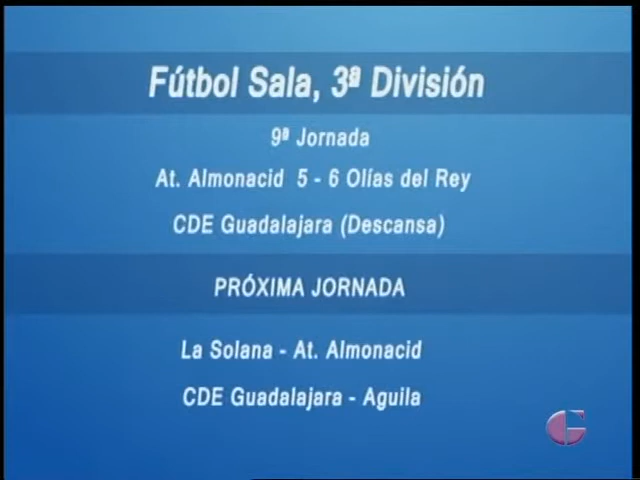 Fútbol Sala, 3ª División
9ª Jornada
At. Almonacid 5 - 6 Olías del Rey
CDE Guadalajara (Descansa)
PRÓXIMA JORNADA
La Solana - At. Almonacid
CDE Guadalajara - Aguila